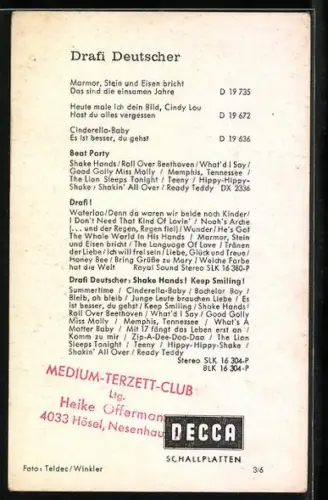 Drafi Deutscher
Marmor, Stein und Eisen bricht
Das sind die einsamen Jahre D 19 735
Heute male ich dein Bild, Cindy Lou
Hast du alles vergessen D 19 672
Cinderella-Baby
Es ist besser, du gehst D 19 636
Beat Party
Shake Hands / Roll Over Beethoven / What'd I Say /
Good Golly Miss Molly / Memphis, Tennessee /
The Lion Sleeps Tonight / Teeny / Hippy-Hippy-
Shake / Shakin' All Over / Ready Teddy DX 2336
Drafi!
Waterloo / Denn da waren wir beide noch Kinder /
I Don't Need That Kind Of Lovin' / Noah's Arche
(... und der Regen, Regen fiel) / Wunder / He's Got
The Whole World In His Hands / Marmor, Stein
und Eisen bricht / The Language Of Love / Tränen
der Liebe / Ich will frei sein / Liebe, Glück und Treue /
Honey Bee / Bring Grüße zu Mary / Welche Farbe
hat die Welt Royal Sound Stereo SLK 16 380-P
Drafi Deutscher: Shake Hands! Keep Smiling!
Summertime / Cinderella-Baby / Bachelor Boy /
Bleib, oh bleib / Junge Leute brauchen Liebe / Es
ist besser, du gehst / Keep Smiling / Shake Hands /
Roll Over Beethoven / What'd I Say / Good Golly
Miss Molly / Memphis, Tennessee / What's A
Matter Baby / Mit 17 fängt das Leben erst an /
Komm zu mir / Zip-A-Dee-Doo-Daa / The Lion
Sleeps Tonight / Teeny / Hippy-Hippy-Shake /
Shakin' All Over / Ready Teddy
Stereo SLK 16 304-P
BLK 16 304-P
MEDIUM-TERZETT-CLUB
Ltg.
Heike Offerman
4033 Hösel, Nesenhau
DECCA
SCHALLPLATTEN
Foto: Teldec/Winkler 3/6